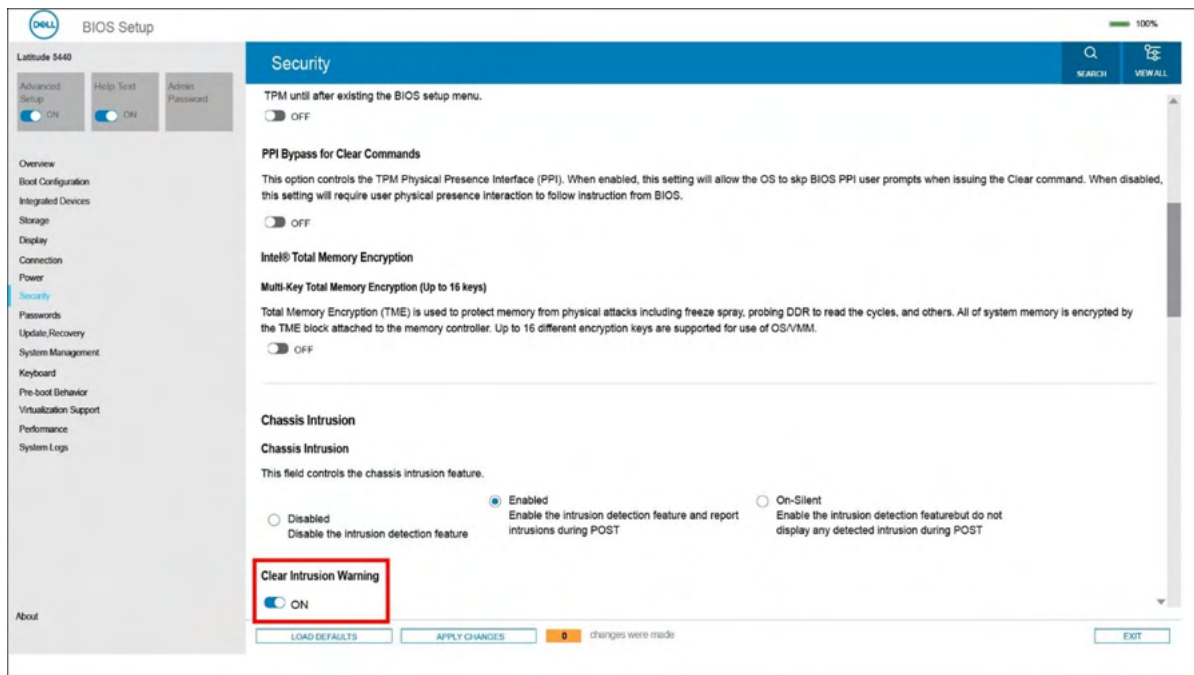 DELL
BIOS Setup
100%
Latitude 5440
Advanced
Setup
ON
Help Text
ON
Admin
Password
Overview
Boot Configuration
Integrated Devices
Storage
Display
Connection
Power
Security
Passwords
Update,Recovery
System Management
Keyboard
Pre-boot Behavior
Virtualization Support
Performance
System Logs
About
Security
SEARCH
VIEW ALL
TPM until after existing the BIOS setup menu.
OFF
PPI Bypass for Clear Commands
This option controls the TPM Physical Presence Interface (PPI). When enabled, this setting will allow the OS to skp BIOS PPI user prompts when issuing the Clear command. When disabled,
this setting will require user physical presence interaction to follow instruction from BIOS.
OFF
Intel® Total Memory Encryption
Multi-Key Total Memory Encryption (Up to 16 keys)
Total Memory Encryption (TME) is used to protect memory from physical attacks including freeze spray, probing DDR to read the cycles, and others. All of system memory is encrypted by
the TME block attached to the memory controller. Up to 16 different encryption keys are supported for use of OS/VMM.
OFF
Chassis Intrusion
Chassis Intrusion
This field controls the chassis intrusion feature.
Disabled
Disable the intrusion detection feature
Enabled
Enable the intrusion detection feature and report
intrusions during POST
On-Silent
Enable the intrusion detection featurebut do not
display any detected intrusion during POST
Clear Intrusion Warning
ON
LOAD DEFAULTS
APPLY CHANGES
0 changes were made
EXIT